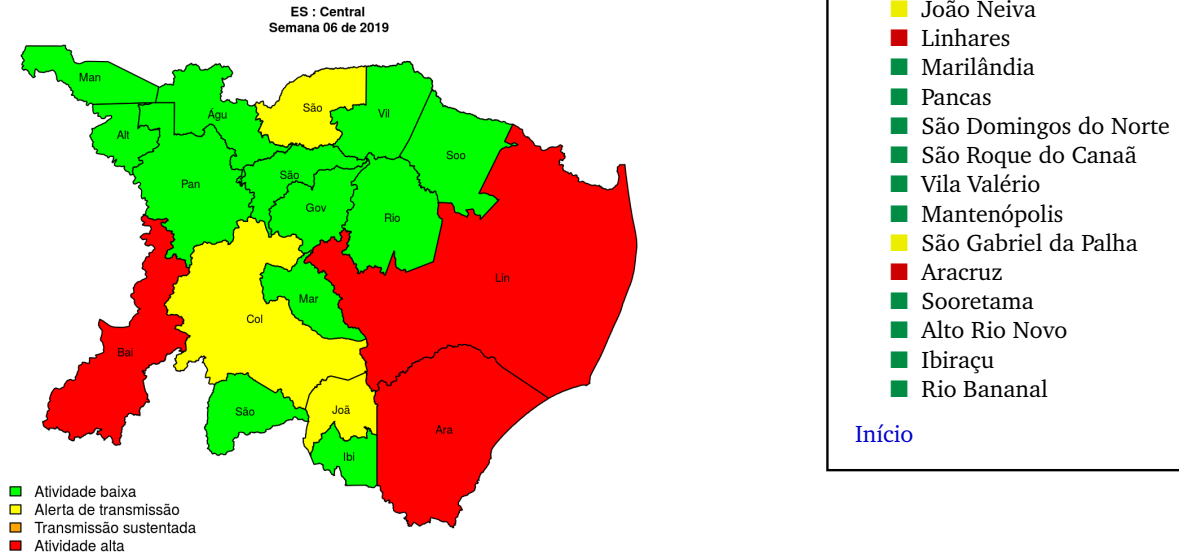 ES : Central
Semana 06 de 2019
Man
Águ
São
Vil
Alt
Soo
Pan
São
Gov
Rio
Lin
Mar
Col
Bai
São
Joã
Ara
Ibi
Atividade baixa
Alerta de transmissão
Transmissão sustentada
Atividade alta
João Neiva
Linhares
Marilândia
Pancas
São Domingos do Norte
São Roque do Canaã
Vila Valério
Mantenópolis
São Gabriel da Palha
Aracruz
Sooretama
Alto Rio Novo
Ibiraçu
Rio Bananal
Início